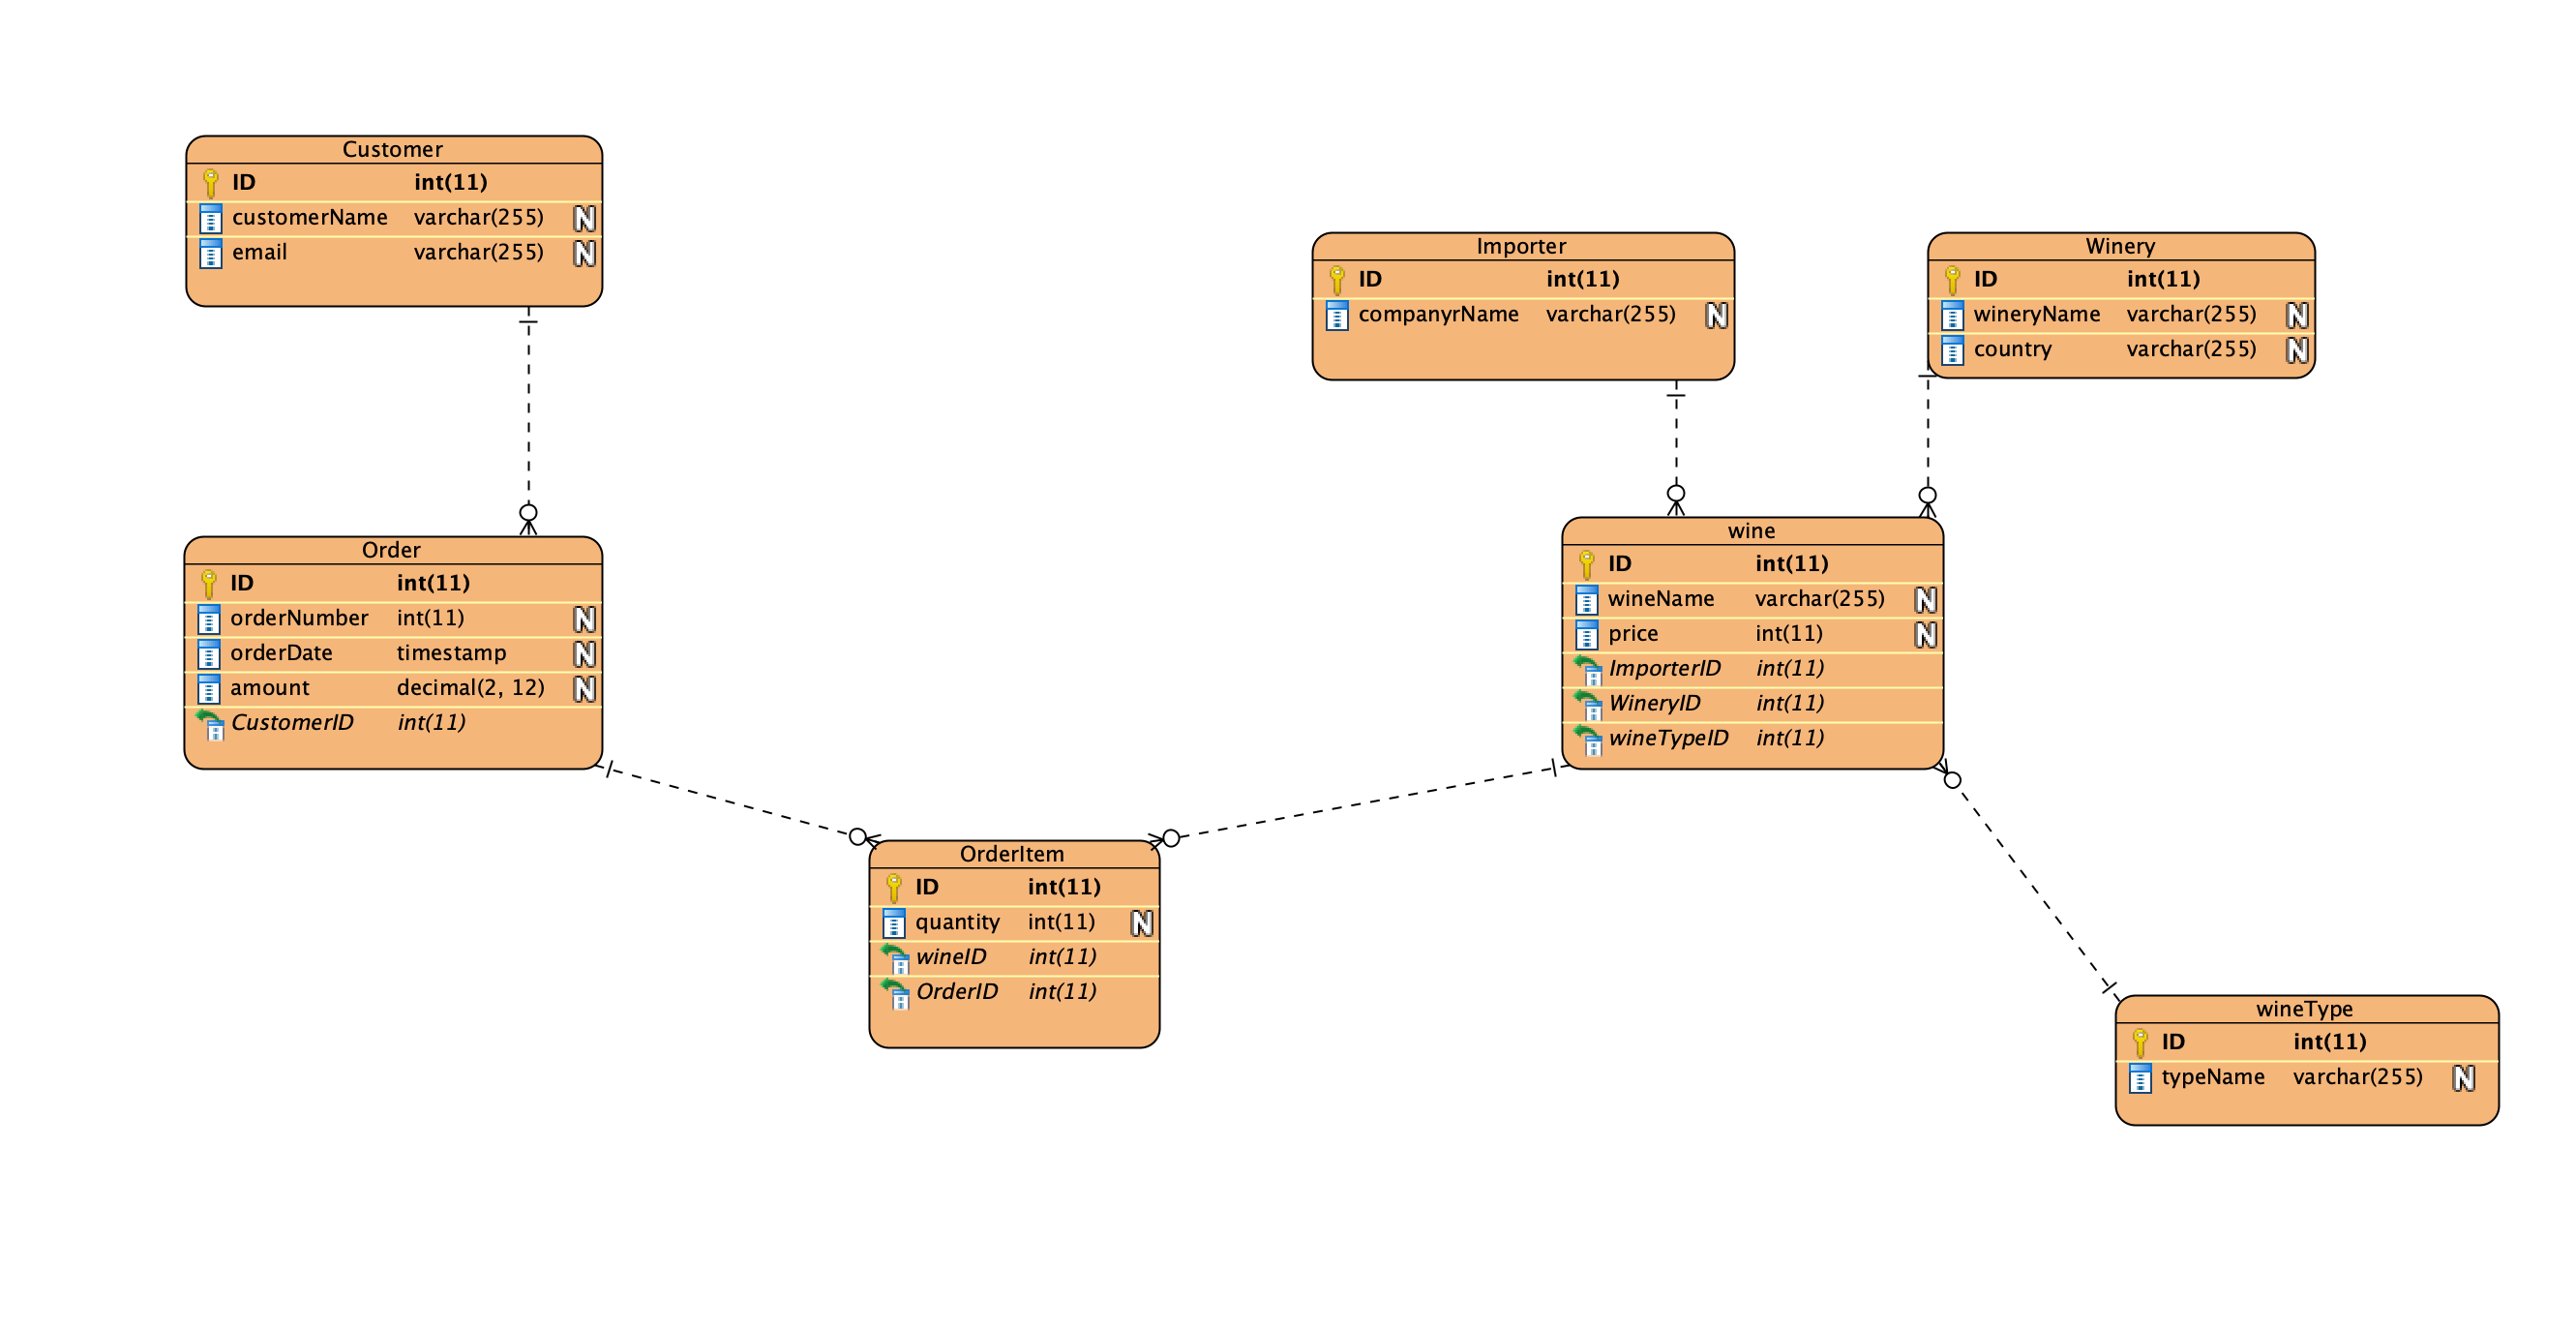 Customer
ID int(11)
customerName varchar(255) N
email varchar(255) N
Importer
ID int(11)
companyrName varchar(255) N
Winery
ID int(11)
wineryName varchar(255) N
country varchar(255) N
Order
ID int(11)
orderNumber int(11) N
orderDate timestamp N
amount decimal(2, 12) N
CustomerID int(11)
wine
ID int(11)
wineName varchar(255) N
price int(11) N
ImporterID int(11)
WineryID int(11)
wineTypeID int(11)
OrderItem
ID int(11)
quantity int(11) N
wineID int(11)
OrderID int(11)
wineType
ID int(11)
typeName varchar(255) N